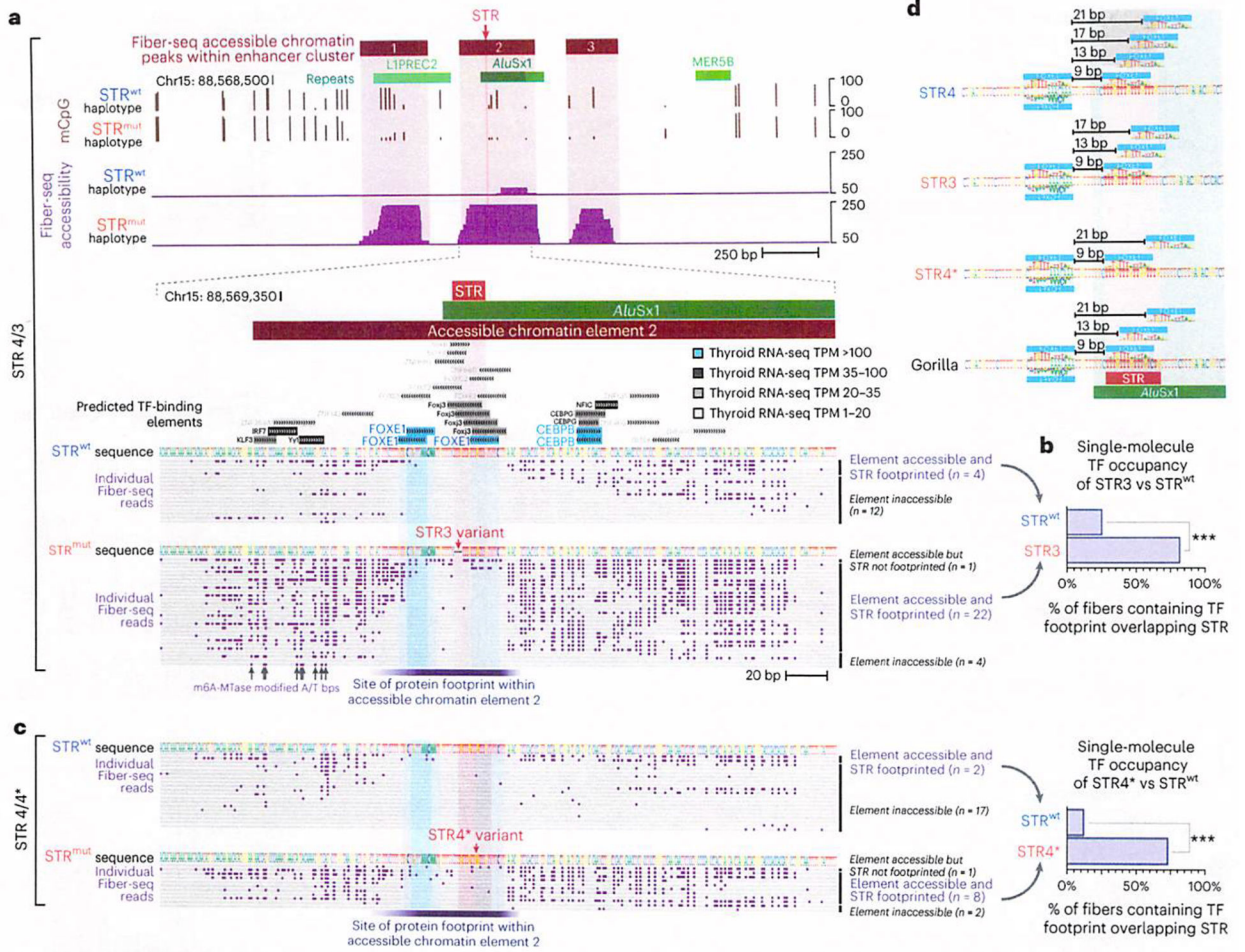 a
STR
Fiber-seq accessible chromatin
peaks within enhancer cluster
1
2
3
L1PREC2
AluSx1
MER5B
Chr15: 88,568,500
Repeats
mCpG
STRwt
haplotype
100
0
STRmut
haplotype
100
0
Fiber-seq
accessibility
STRwt
haplotype
250
50
STRmut
haplotype
250
50
250 bp
STR 4/3
Chr15: 88,569,350
STR
AluSx1
Accessible chromatin element 2
Thyroid RNA-seq TPM >100
Thyroid RNA-seq TPM 35–100
Thyroid RNA-seq TPM 20–35
Thyroid RNA-seq TPM 1–20
Predicted TF-binding
elements
IRF7
KLF3
Yy1
FOXE1
FOXE1
FOXE1
Foxj3
Foxj3
Foxj3
Foxj3
NFIC
CEBPG
CEBPG
CEBPB
CEBPB
STRwt sequence
Individual
Fiber-seq
reads
Element accessible and
STR footprinted (n = 4)
Element inaccessible
(n = 12)
STR3 variant
STRmut sequence
Individual
Fiber-seq
reads
Element accessible but
STR not footprinted (n = 1)
Element accessible and
STR footprinted (n = 22)
Element inaccessible (n = 4)
m6A-MTase modified A/T bps
Site of protein footprint within
accessible chromatin element 2
20 bp
b
Single-molecule
TF occupancy
of STR3 vs STRwt
STRwt
STR3
***
0% 50% 100%
% of fibers containing TF
footprint overlapping STR
c
STR 4/4*
STRwt sequence
Individual
Fiber-seq
reads
Element accessible and
STR footprinted (n = 2)
Element inaccessible (n = 17)
STR4* variant
STRmut sequence
Individual
Fiber-seq
reads
Element accessible but
STR not footprinted (n = 1)
Element accessible and
STR footprinted (n = 8)
Element inaccessible (n = 2)
Site of protein footprint within
accessible chromatin element 2
Single-molecule
TF occupancy
of STR4* vs STRwt
STRwt
STR4*
***
0% 50% 100%
% of fibers containing TF
footprint overlapping STR
d
21 bp
17 bp
13 bp
9 bp
STR4
17 bp
13 bp
9 bp
STR3
21 bp
9 bp
STR4*
21 bp
13 bp
9 bp
Gorilla
STR
AluSx1